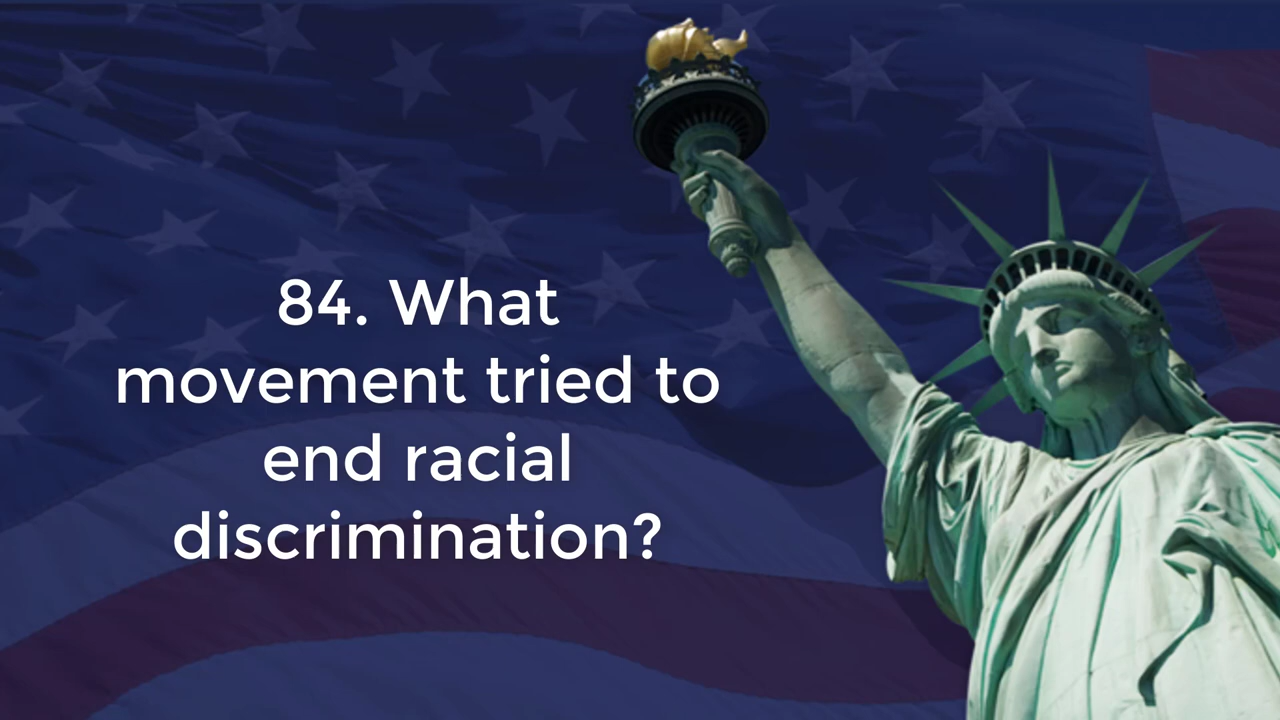 84. What
movement tried to
end racial
discrimination?